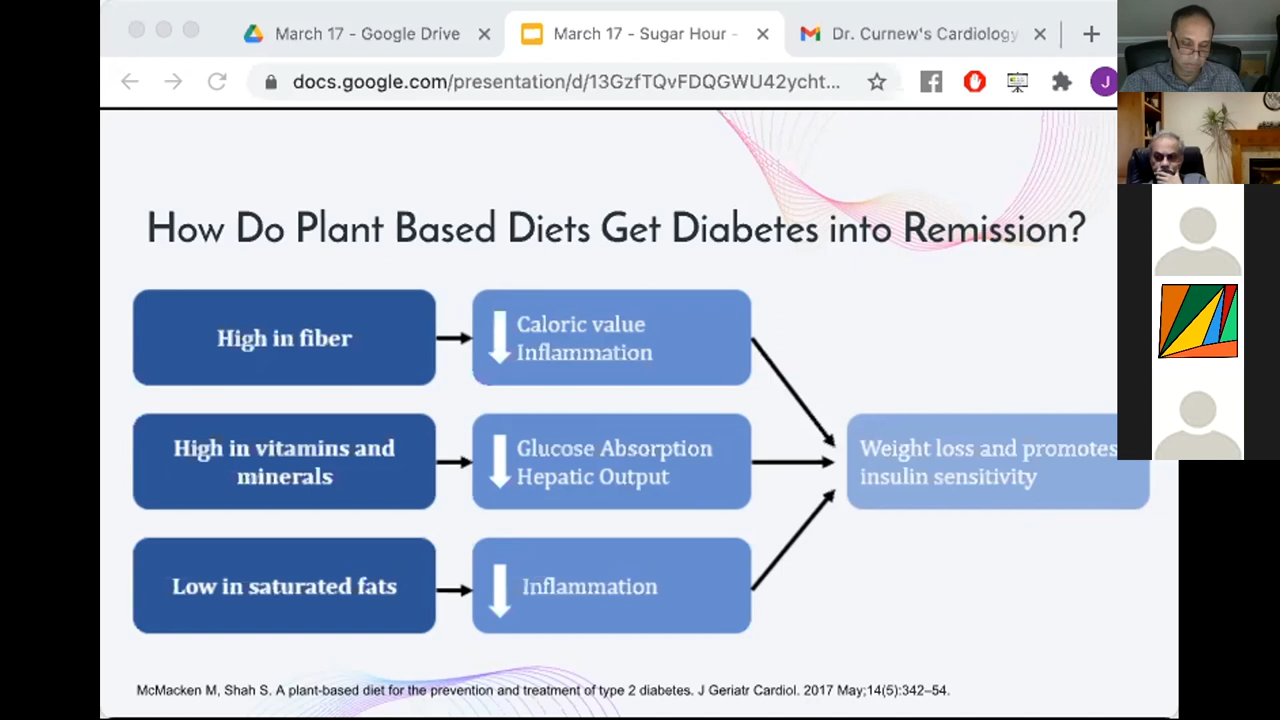 March 17 - Google Drive
March 17 - Sugar Hour -
Dr. Curnew's Cardiology
docs.google.com/presentation/d/13GzfTQvFDQGWU42ycht...
J
How Do Plant Based Diets Get Diabetes into Remission?
High in fiber
Caloric value
Inflammation
High in vitamins and
minerals
Glucose Absorption
Hepatic Output
Weight loss and promotes
insulin sensitivity
Low in saturated fats
Inflammation
McMacken M, Shah S. A plant-based diet for the prevention and treatment of type 2 diabetes. J Geriatr Cardiol. 2017 May;14(5):342–54.